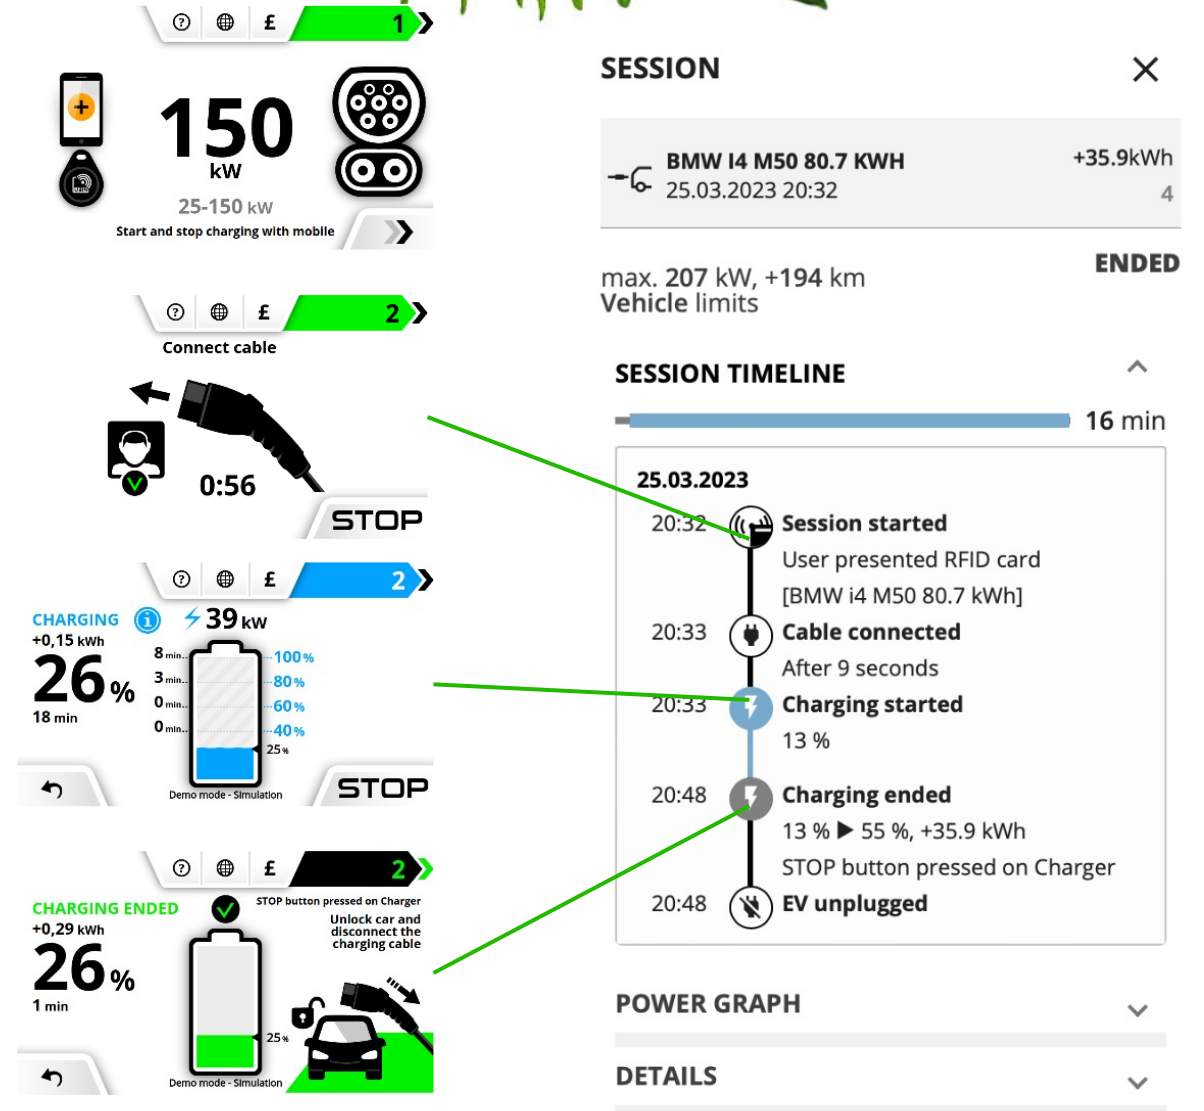 £
1
150
kW
25-150 kW
Start and stop charging with mobile
£
2
Connect cable
0:56
STOP
£
2
CHARGING
39 kW
+0,15 kWh
26 %
18 min
8 min..
3 min..
0 min..
0 min..
100%
80%
60%
40%
25%
STOP
Demo mode - Simulation
£
2
CHARGING ENDED
+0,29 kWh
26 %
1 min
STOP button pressed on Charger
Unlock car and
disconnect the
charging cable
25%
Demo mode - Simulation
SESSION
BMW I4 M50 80.7 KWH
+35.9kWh
25.03.2023 20:32
4
ENDED
max. 207 kW, +194 km
Vehicle limits
SESSION TIMELINE
16 min
25.03.2023
20:32 Session started
User presented RFID card
[BMW i4 M50 80.7 kWh]
20:33 Cable connected
After 9 seconds
20:33 Charging started
13 %
20:48 Charging ended
13 % ▶ 55 %, +35.9 kWh
STOP button pressed on Charger
20:48 EV unplugged
POWER GRAPH
DETAILS